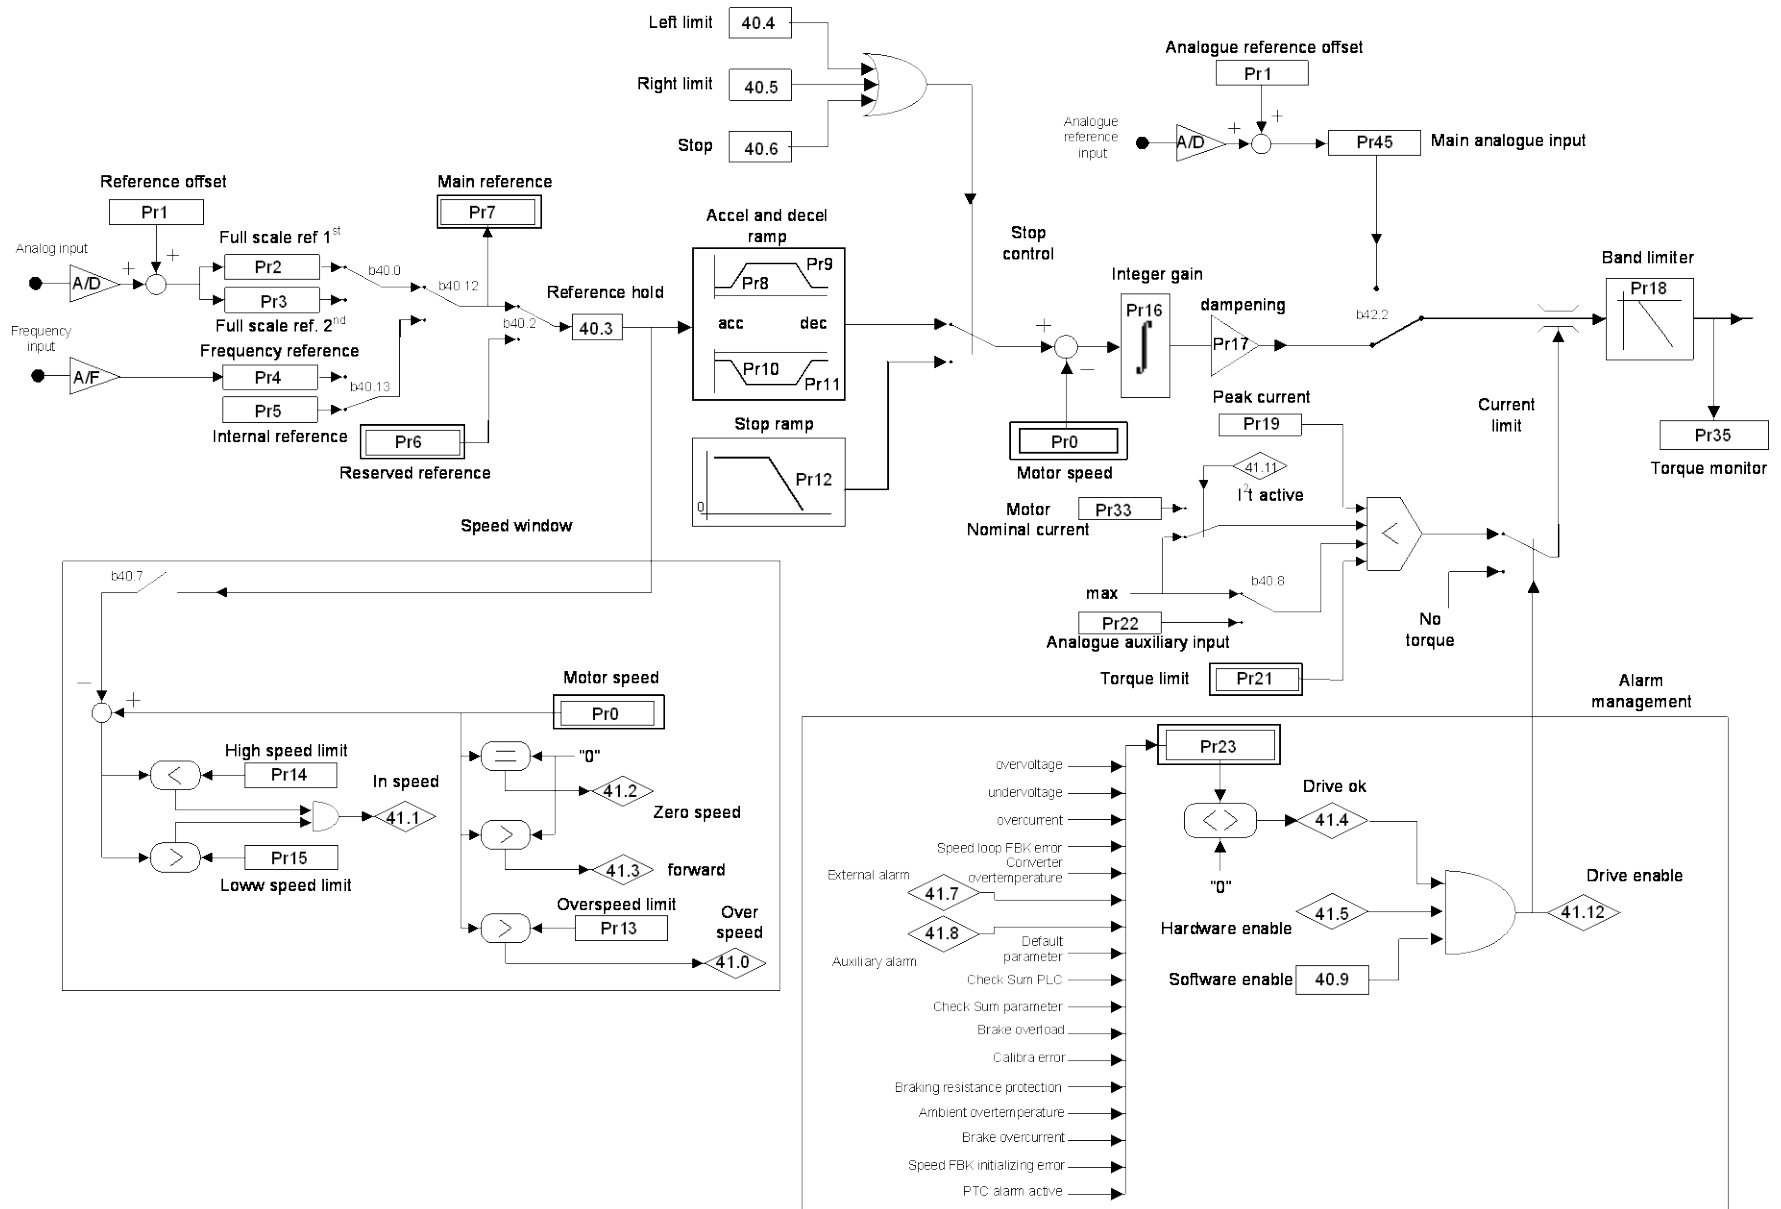 Left limit
40.4
Right limit
40.5
Stop
40.6
Analogue reference offset
Pr1
Analogue
reference
input
A/D
+
+
Pr45
Main analogue input
Reference offset
Pr1
Main reference
Pr7
Analog input
A/D
+
+
Full scale ref 1st
Pr2
Pr3
Full scale ref. 2nd
b40.0
b40.12
b40.2
Reference hold
40.3
Frequency
input
A/F
Frequency reference
Pr4
Pr5
Internal reference
b40.13
Pr6
Reserved reference
Accel and decel
ramp
Pr9
Pr8
acc
dec
Pr10
Pr11
Stop ramp
Pr12
0
Stop
control
+
−
Integer gain
Pr16
dampening
Pr17
Pr0
Motor speed
b42.2
Band limiter
Pr18
Current
limit
Pr35
Torque monitor
Peak current
Pr19
41.11
I2t active
Motor
Nominal current
Pr33
<
max
b40.8
Pr22
Analogue auxiliary input
Torque limit
Pr21
No
torque
Speed window
b40.7
−
+
Motor speed
Pr0
High speed limit
<
Pr14
In speed
41.1
>
Pr15
Loww speed limit
=
"0"
41.2
Zero speed
>
41.3
forward
Overspeed limit
>
Pr13
Over
speed
41.0
Alarm
management
Pr23
overvoltage
undervoltage
overcurrent
Speed loop FBK error
Converter
overtemperature
External alarm
41.7
41.8
Auxiliary alarm
Default
parameter
Check Sum PLC
Check Sum parameter
Brake overload
Calibra error
Braking resistance protection
Ambient overtemperature
Brake overcurrent
Speed FBK initializing error
PTC alarm active
<>
"0"
Drive ok
41.4
41.5
Hardware enable
Software enable
40.9
Drive enable
41.12